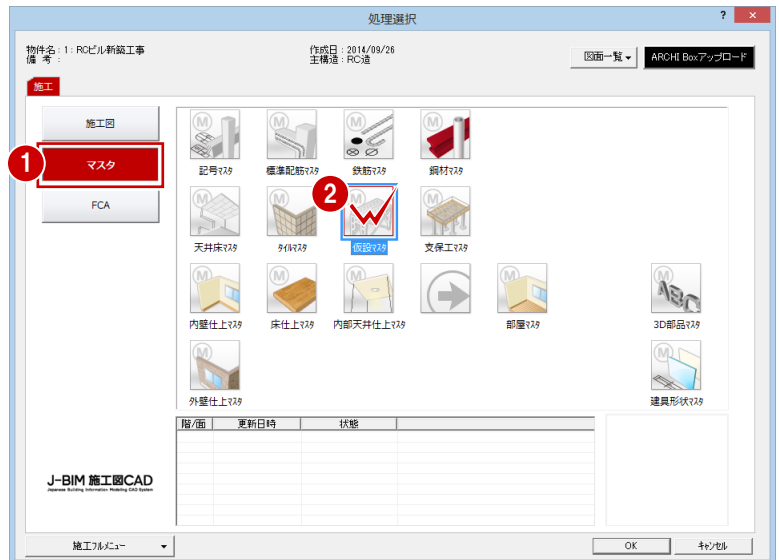 処理選択
?
×
物件名：1：RCビル新築工事
備 考 ：
作成日：2014/09/26
主構造：RC造
図面一覧
ARCHI Boxアップロード
施工
施工図
1
マスタ
FCA
M M M M
記号ﾏｽﾀ 標準配筋ﾏｽﾀ 鉄筋ﾏｽﾀ 鋼材ﾏｽﾀ
2
M M M M
天井床ﾏｽﾀ ﾀｲﾙﾏｽﾀ 仮設ﾏｽﾀ 支保工ﾏｽﾀ
M M M M M
ABC
内壁仕上ﾏｽﾀ 床仕上ﾏｽﾀ 内部天井仕上ﾏｽﾀ 部屋ﾏｽﾀ 3D部品ﾏｽﾀ
M M
外壁仕上ﾏｽﾀ 建具形状ﾏｽﾀ
階/面 更新日時 状態
J-BIM 施工図CAD
Japanese Building Information Modeling CAD System
施工ﾌﾙﾒﾆｭｰ
OK ｷｬﾝｾﾙ